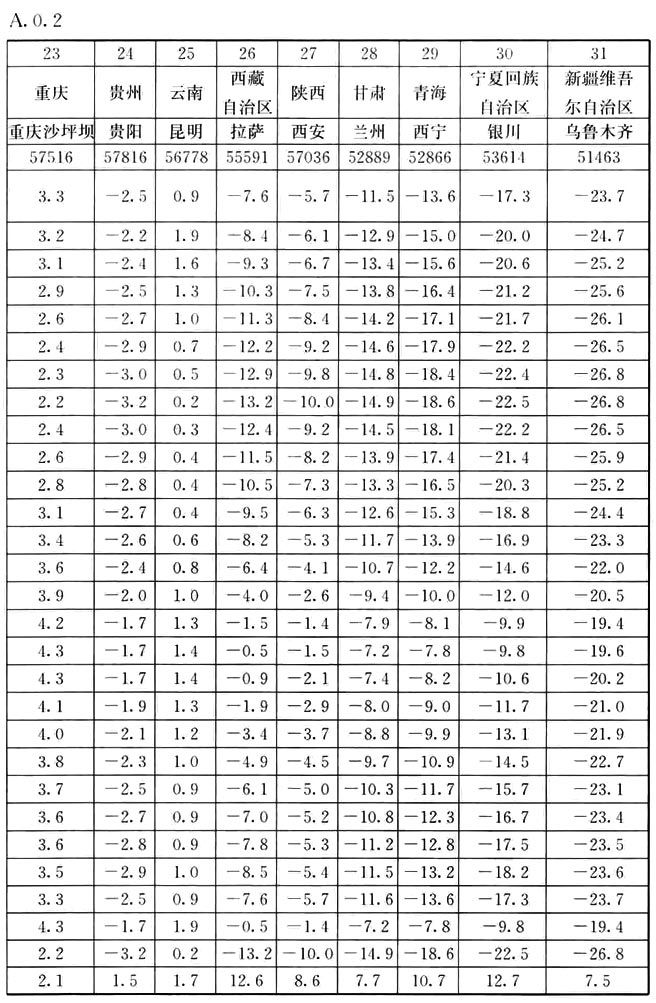 A.0.2
23 24 25 26 27 28 29 30 31
重庆 贵州 云南 西藏自治区 陕西 甘肃 青海 宁夏回族自治区 新疆维吾尔自治区
重庆沙坪坝 贵阳 昆明 拉萨 西安 兰州 西宁 银川 乌鲁木齐
57516 57816 56778 55591 57036 52889 52866 53614 51463
3.3 −2.5 0.9 −7.6 −5.7 −11.5 −13.6 −17.3 −23.7
3.2 −2.2 1.9 −8.4 −6.1 −12.9 −15.0 −20.0 −24.7
3.1 −2.4 1.6 −9.3 −6.7 −13.4 −15.6 −20.6 −25.2
2.9 −2.5 1.3 −10.3 −7.5 −13.8 −16.4 −21.2 −25.6
2.6 −2.7 1.0 −11.3 −8.4 −14.2 −17.1 −21.7 −26.1
2.4 −2.9 0.7 −12.2 −9.2 −14.6 −17.9 −22.2 −26.5
2.3 −3.0 0.5 −12.9 −9.8 −14.8 −18.4 −22.4 −26.8
2.2 −3.2 0.2 −13.2 −10.0 −14.9 −18.6 −22.5 −26.8
2.4 −3.0 0.3 −12.4 −9.2 −14.5 −18.1 −22.2 −26.5
2.6 −2.9 0.4 −11.5 −8.2 −13.9 −17.4 −21.4 −25.9
2.8 −2.8 0.4 −10.5 −7.3 −13.3 −16.5 −20.3 −25.2
3.1 −2.7 0.4 −9.5 −6.3 −12.6 −15.3 −18.8 −24.4
3.4 −2.6 0.6 −8.2 −5.3 −11.7 −13.9 −16.9 −23.3
3.6 −2.4 0.8 −6.4 −4.1 −10.7 −12.2 −14.6 −22.0
3.9 −2.0 1.0 −4.0 −2.6 −9.4 −10.0 −12.0 −20.5
4.2 −1.7 1.3 −1.5 −1.4 −7.9 −8.1 −9.9 −19.4
4.3 −1.7 1.4 −0.5 −1.5 −7.2 −7.8 −9.8 −19.6
4.3 −1.7 1.4 −0.9 −2.1 −7.4 −8.2 −10.6 −20.2
4.1 −1.9 1.3 −1.9 −2.9 −8.0 −9.0 −11.7 −21.0
4.0 −2.1 1.2 −3.4 −3.7 −8.8 −9.9 −13.1 −21.9
3.8 −2.3 1.0 −4.9 −4.5 −9.7 −10.9 −14.5 −22.7
3.7 −2.5 0.9 −6.1 −5.0 −10.3 −11.7 −15.7 −23.1
3.6 −2.7 0.9 −7.0 −5.2 −10.8 −12.3 −16.7 −23.4
3.6 −2.8 0.9 −7.8 −5.3 −11.2 −12.8 −17.5 −23.5
3.5 −2.9 1.0 −8.5 −5.4 −11.5 −13.2 −18.2 −23.6
3.3 −2.5 0.9 −7.6 −5.7 −11.6 −13.6 −17.3 −23.7
4.3 −1.7 1.9 −0.5 −1.4 −7.2 −7.8 −9.8 −19.4
2.2 −3.2 0.2 −13.2 −10.0 −14.9 −18.6 −22.5 −26.8
2.1 1.5 1.7 12.6 8.6 7.7 10.7 12.7 7.5